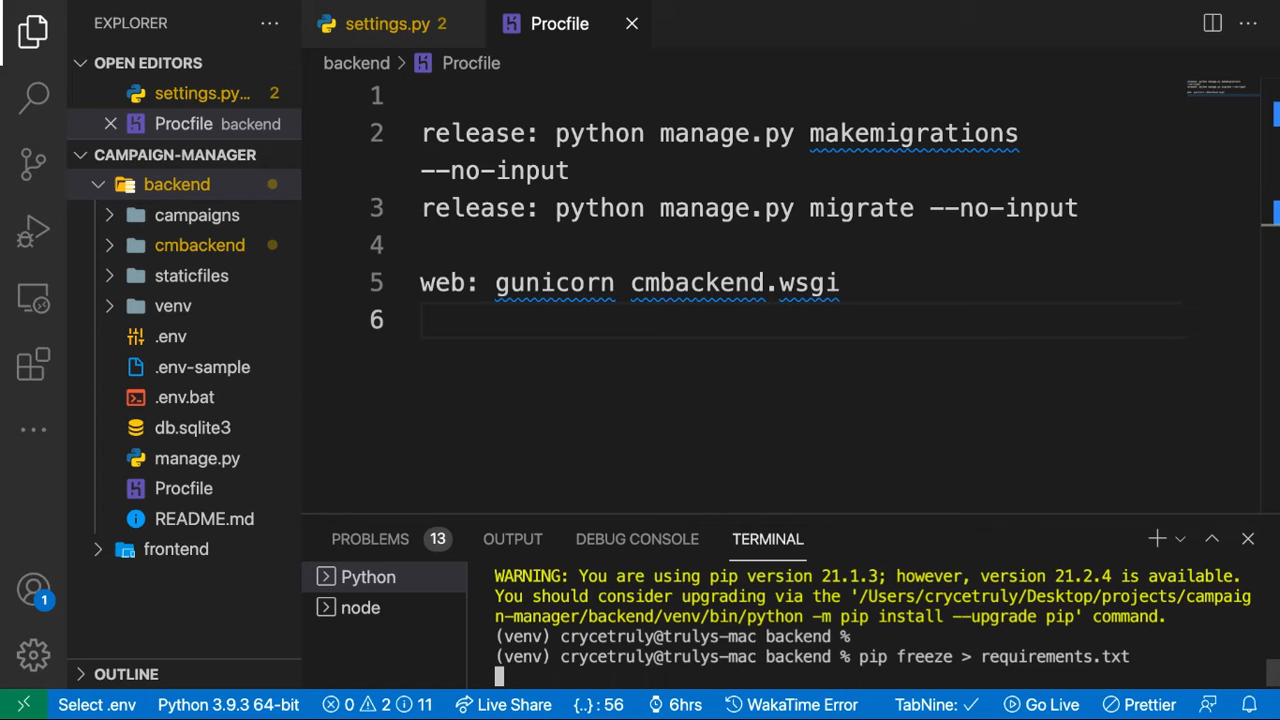 EXPLORER
settings.py 2
Procfile
OPEN EDITORS
backend
Procfile
settings.py... 2
1
Procfile backend
2 release: python manage.py makemigrations
CAMPAIGN-MANAGER
--no-input
backend
3 release: python manage.py migrate --no-input
campaigns
4
cmbackend
5 web: gunicorn cmbackend.wsgi
staticfiles
6
venv
.env
.env-sample
.env.bat
db.sqlite3
manage.py
Procfile
README.md
frontend
OUTLINE
PROBLEMS 13 OUTPUT DEBUG CONSOLE TERMINAL
Python
node
WARNING: You are using pip version 21.1.3; however, version 21.2.4 is available.
You should consider upgrading via the '/Users/crycetruly/Desktop/projects/campaig
n-manager/backend/venv/bin/python -m pip install --upgrade pip' command.
(venv) crycetruly@trulys-mac backend %
(venv) crycetruly@trulys-mac backend % pip freeze > requirements.txt
1
Select .env Python 3.9.3 64-bit 0 2 11 Live Share {..}: 56 6hrs WakaTime Error TabNine: ✓ Go Live Prettier